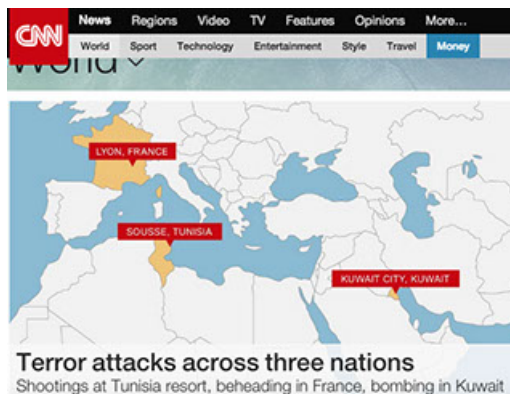 CNN
News Regions Video TV Features Opinions More...
World Sport Technology Entertainment Style Travel Money
World
LYON, FRANCE
SOUSSE, TUNISIA
KUWAIT CITY, KUWAIT
Terror attacks across three nations
Shootings at Tunisia resort, beheading in France, bombing in Kuwait